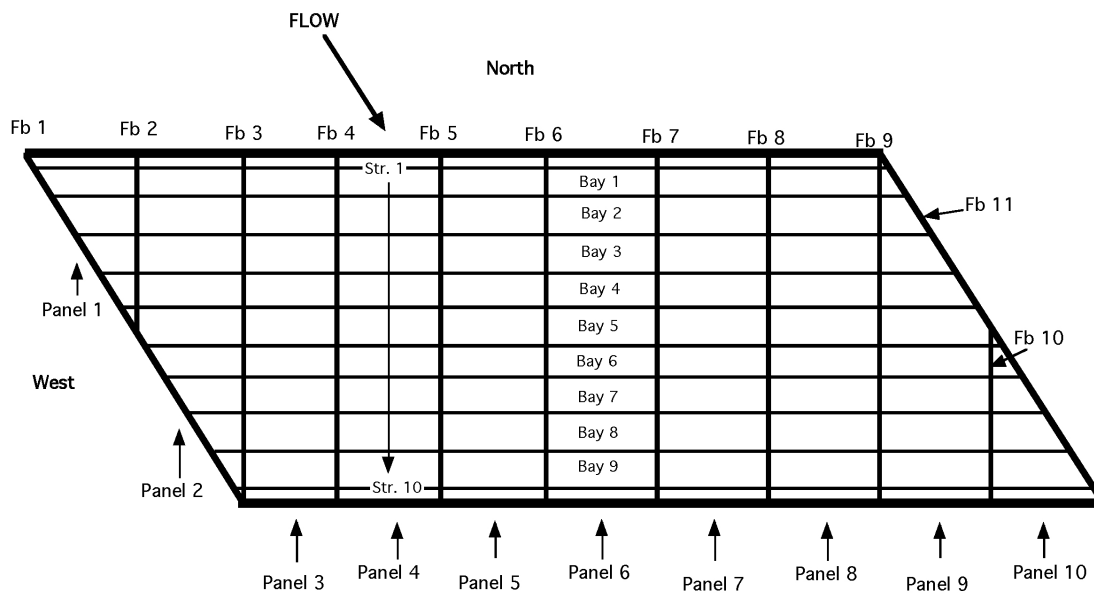 FLOW
North
Fb 1
Fb 2
Fb 3
Fb 4
Fb 5
Fb 6
Fb 7
Fb 8
Fb 9
Str. 1
Bay 1
Bay 2
Fb 11
Bay 3
Panel 1
Bay 4
Bay 5
Fb 10
Bay 6
West
Bay 7
Bay 8
Bay 9
Panel 2
Str. 10
Panel 3
Panel 4
Panel 5
Panel 6
Panel 7
Panel 8
Panel 9
Panel 10